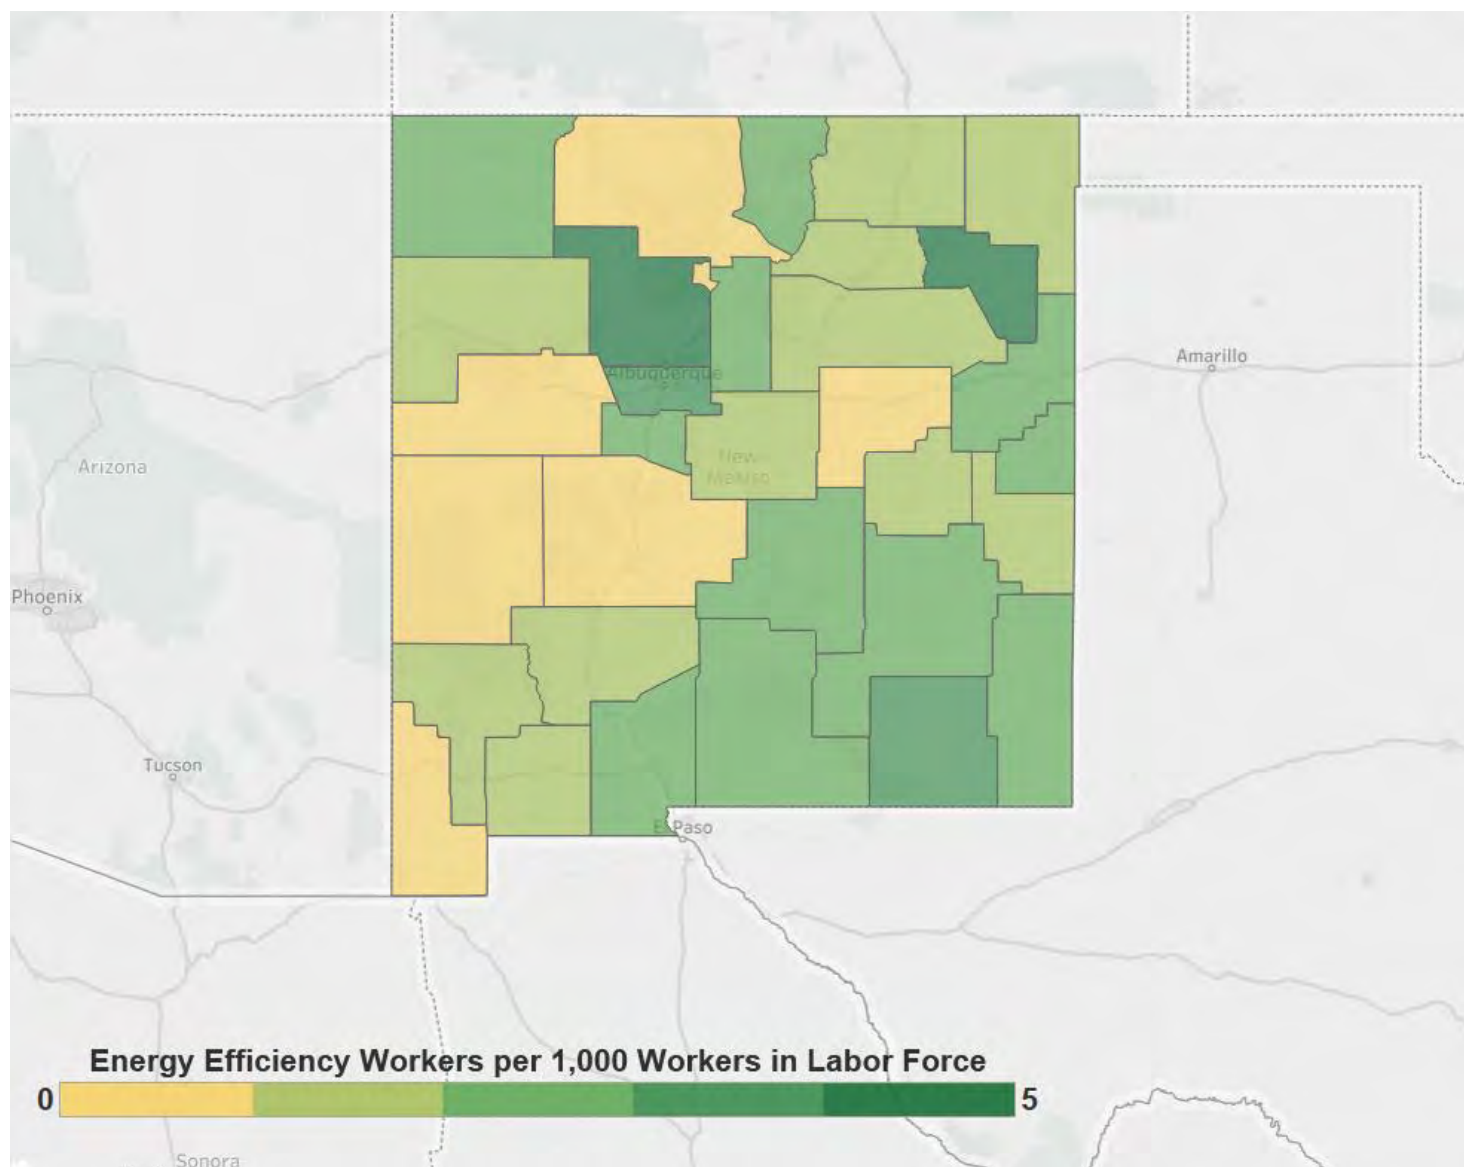 Amarillo
Albuquerque
Arizona
New
Mexico
Phoenix
Tucson
El Paso
Energy Efficiency Workers per 1,000 Workers in Labor Force
0
5
Sonora